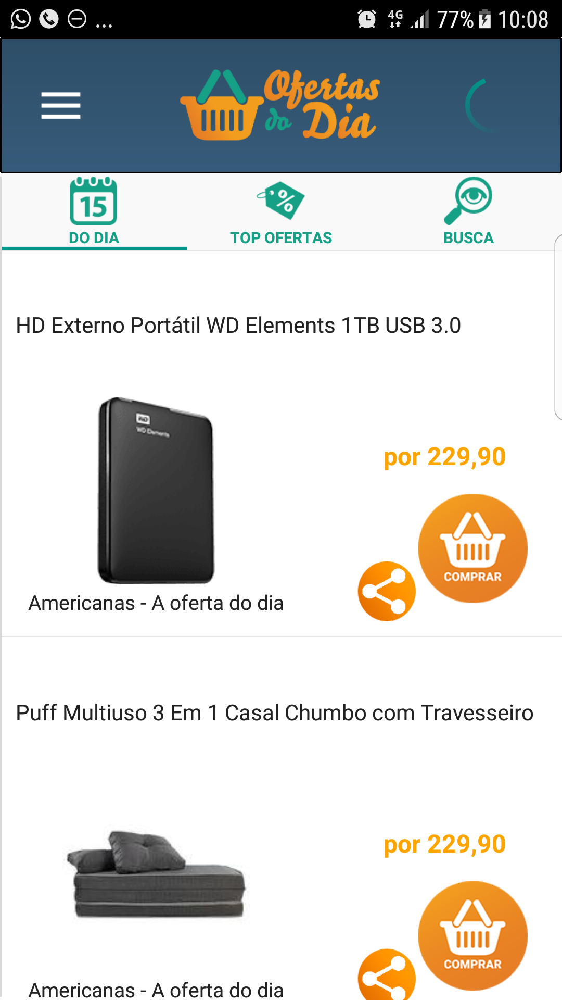 ... 4G 77% 10:08
Ofertas
do Dia
15 %
DO DIA TOP OFERTAS BUSCA
HD Externo Portátil WD Elements 1TB USB 3.0
WD
WD Elements
por 229,90
COMPRAR
Americanas - A oferta do dia
Puff Multiuso 3 Em 1 Casal Chumbo com Travesseiro
por 229,90
COMPRAR
Americanas - A oferta do dia